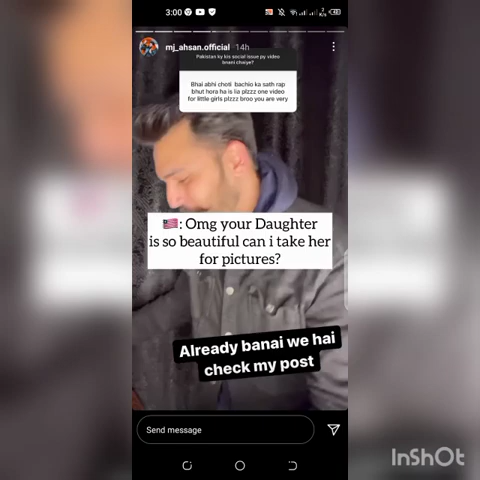 3:00
mj_ahsan.official 14h
Pakistan ky kis social issue py video
bnani chaiye?
Bhai abhi choti bachio ka sath rap
bhut hora ha is lia plzzz one video
for little girls plzzz broo you are very
🇲🇾: Omg your Daughter
is so beautiful can i take her
for pictures?
Already banai we hai
check my post
Send message
InShOt